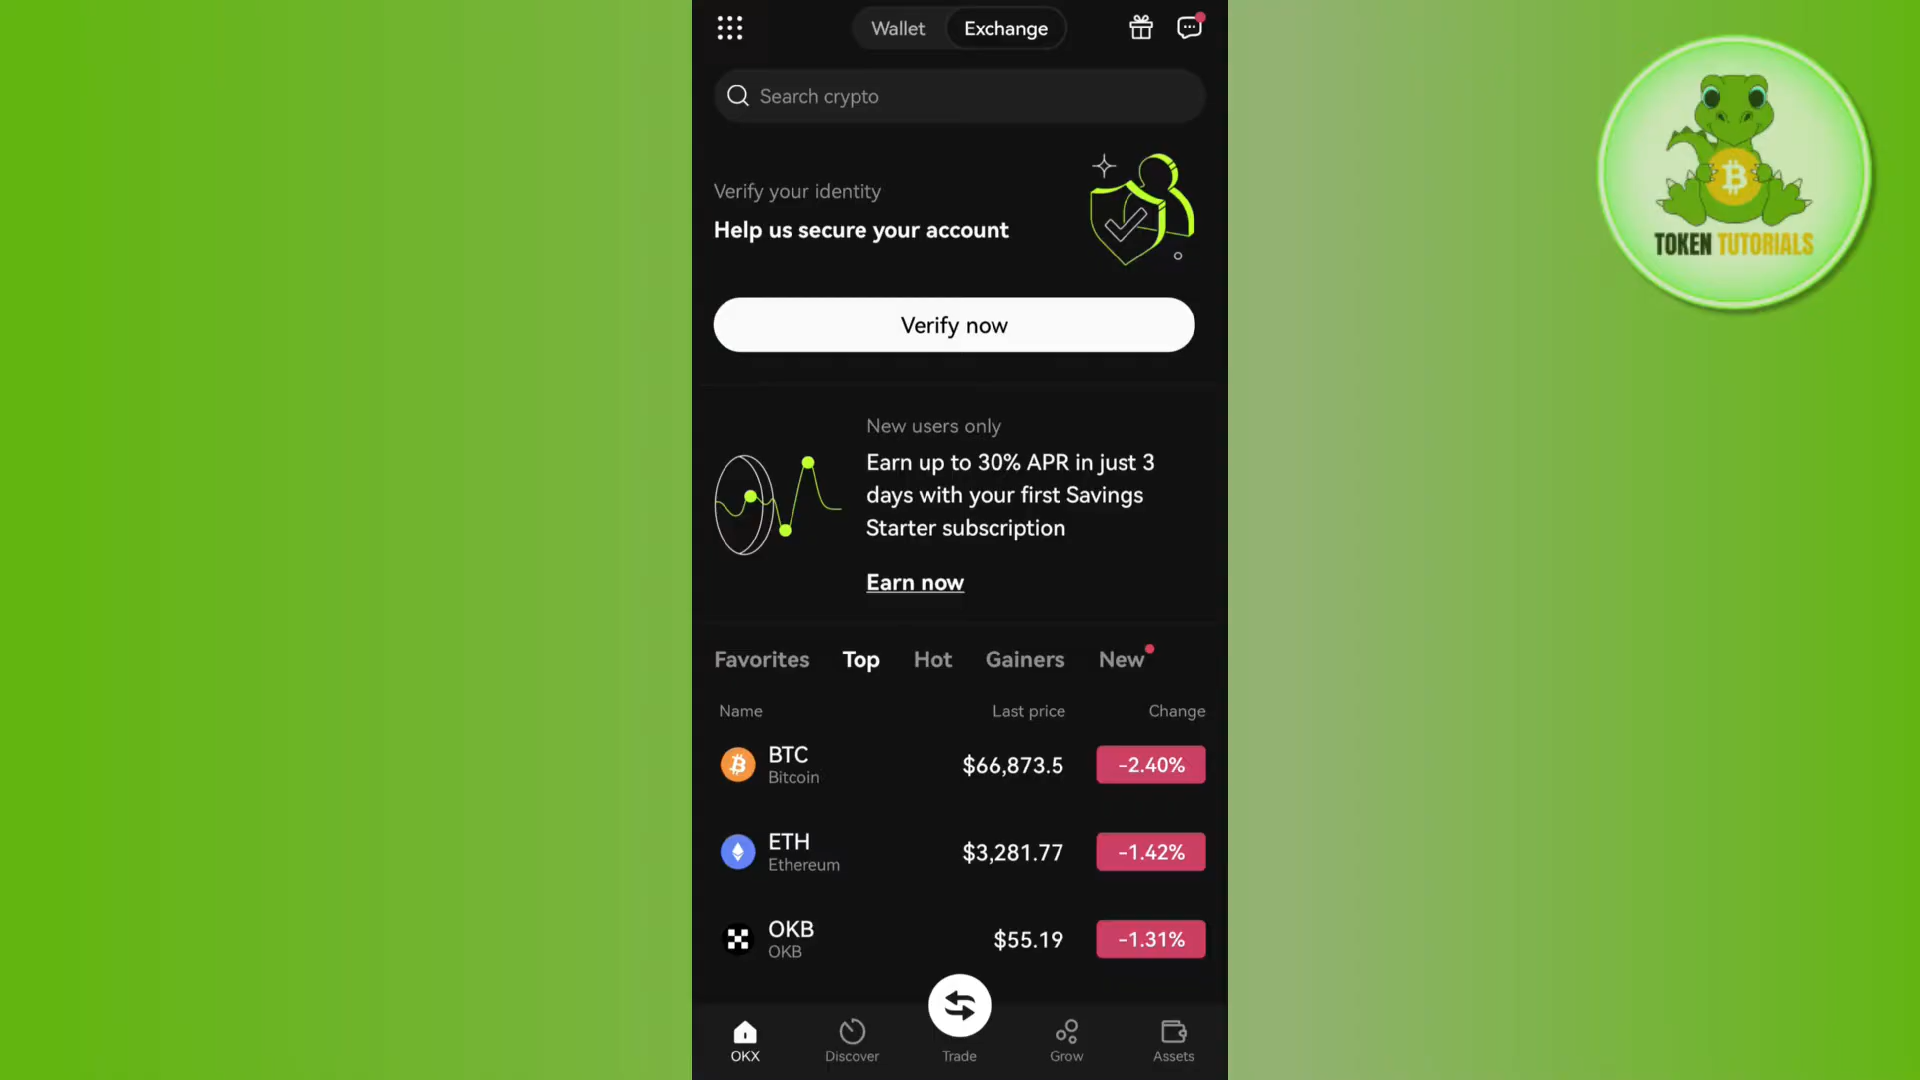 Wallet Exchange
Search crypto
Verify your identity
Help us secure your account
Verify now
New users only
Earn up to 30% APR in just 3
days with your first Savings
Starter subscription
Earn now
Favorites Top Hot Gainers New
Name Last price Change
BTC
Bitcoin
$66,873.5 -2.40%
ETH
Ethereum
$3,281.77 -1.42%
OKB
OKB
$55.19 -1.31%
OKX Discover Trade Grow Assets
TOKEN TUTORIALS